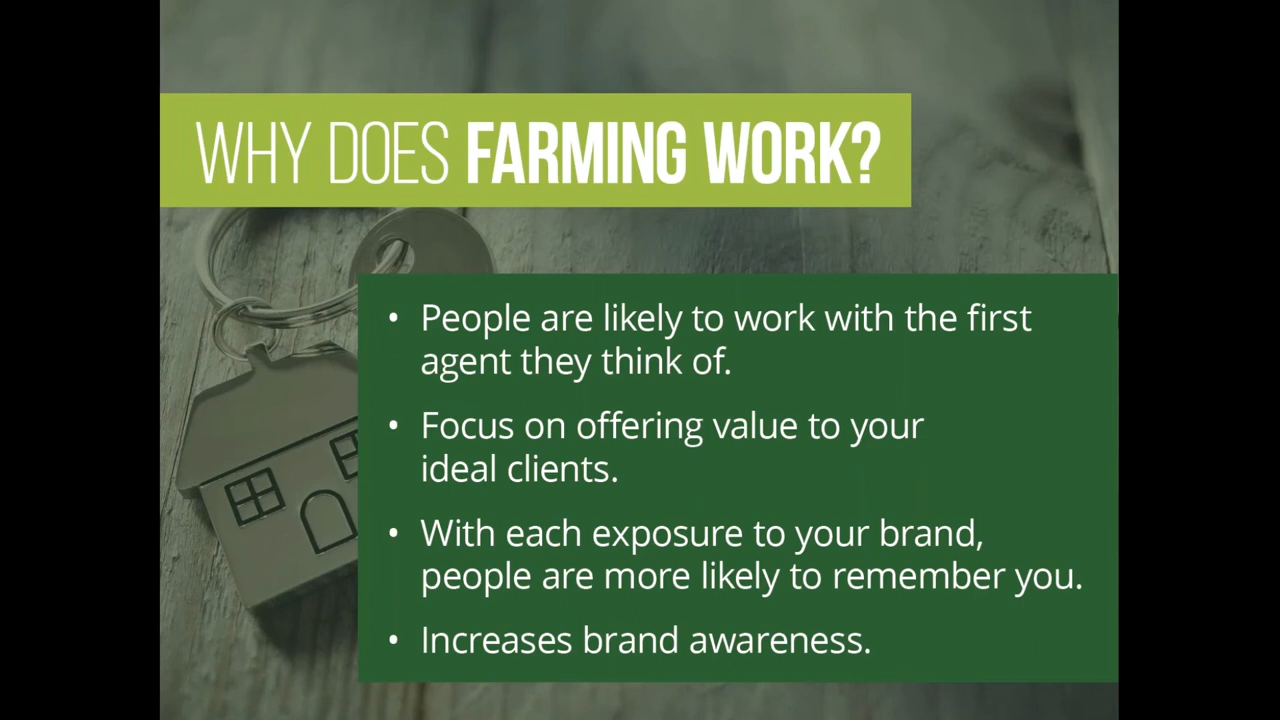 WHY DOES FARMING WORK?
• People are likely to work with the first
agent they think of.
• Focus on offering value to your
ideal clients.
• With each exposure to your brand,
people are more likely to remember you.
• Increases brand awareness.